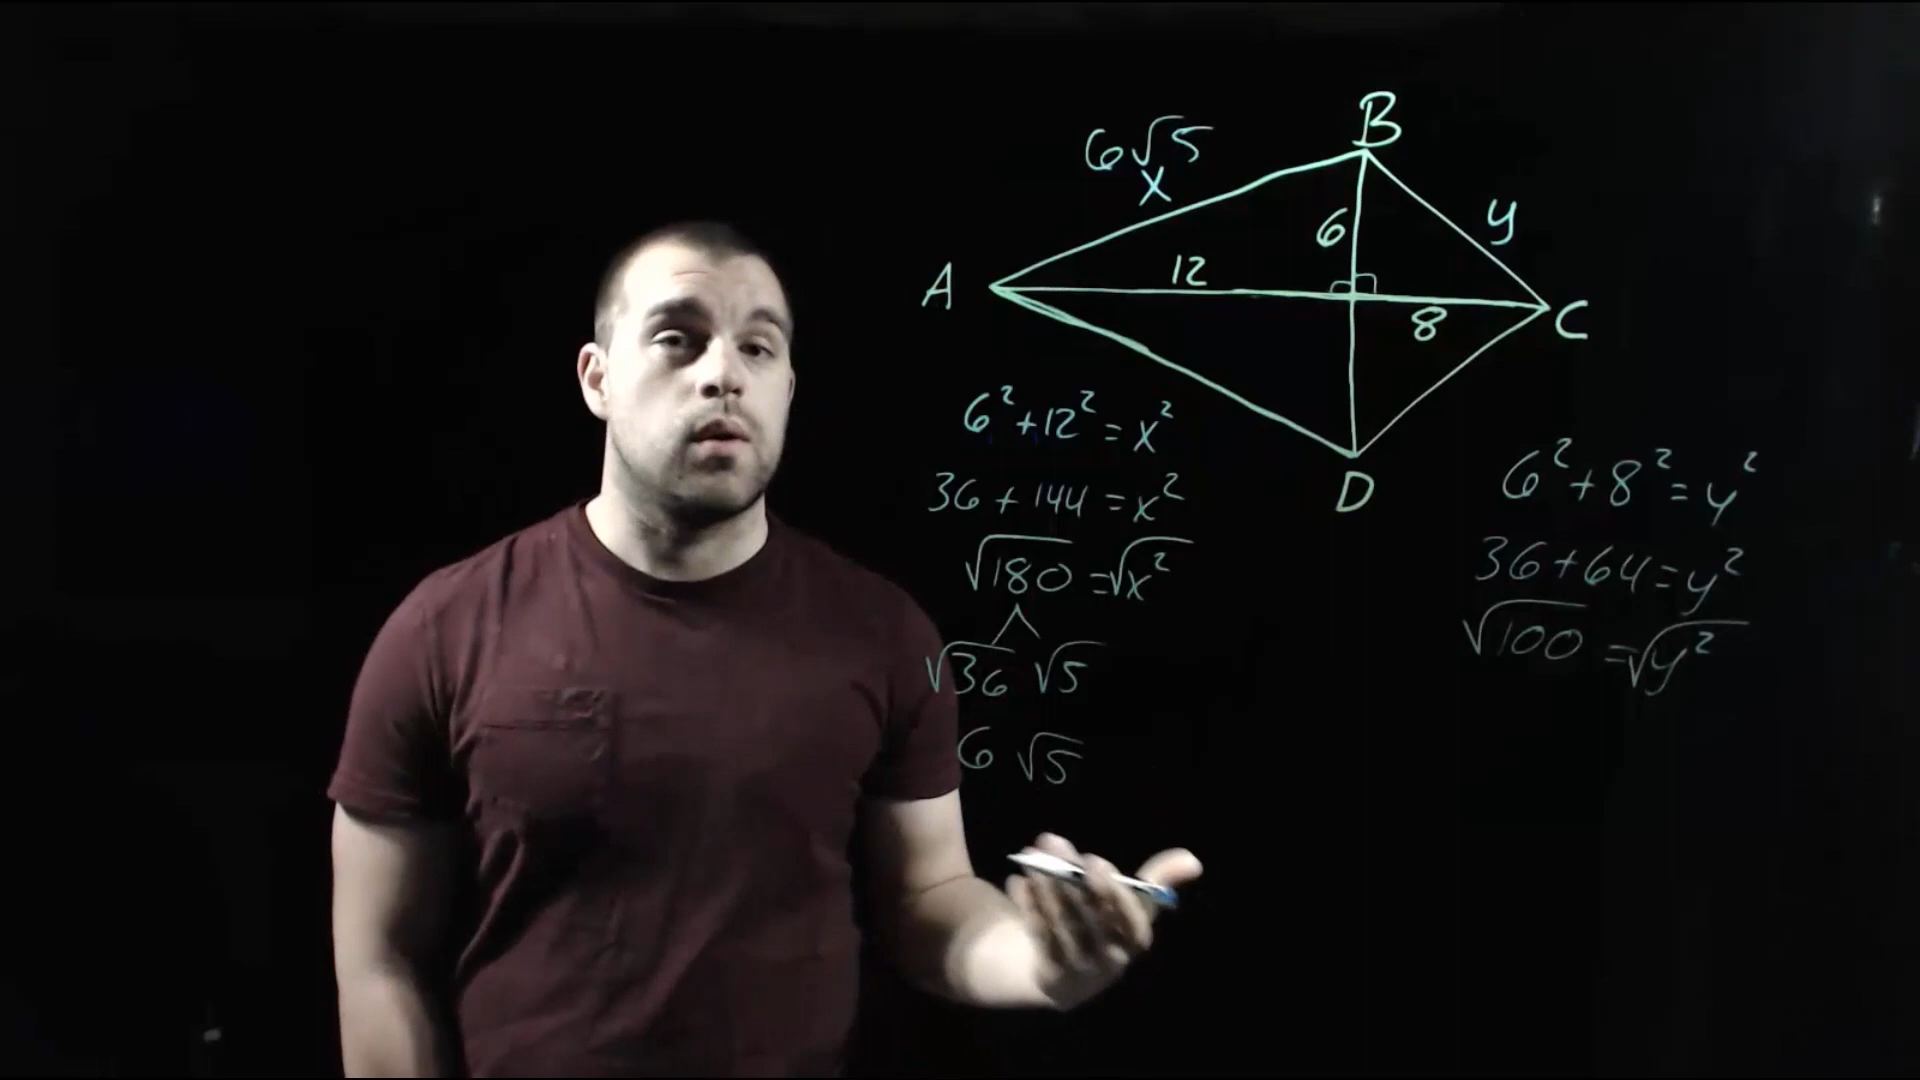 B
6√5
x
y
6
A
12
8
C
D
6² + 12² = x²
36 + 144 = x²
√180 = √x²
√36 √5
6 √5
6² + 8² = y²
36 + 64 = y²
√100 = √y²